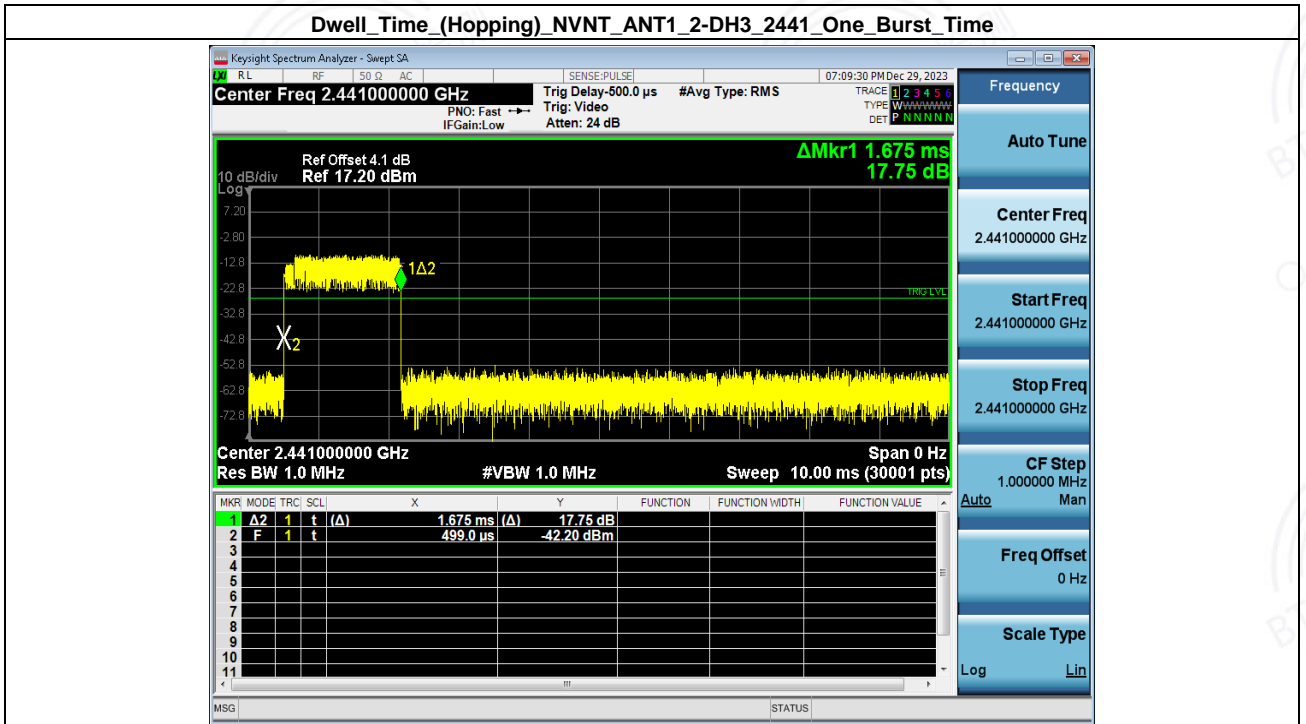 Dwell_Time_(Hopping)_NVNT_ANT1_2-DH3_2441_One_Burst_Time
Keysight Spectrum Analyzer - Swept SA
LXI RL RF 50 Ω AC SENSE:PULSE 07:09:30 PM Dec 29, 2023
Center Freq 2.441000000 GHz
PNO: Fast
IFGain:Low
Trig Delay-500.0 µs
Trig: Video
Atten: 24 dB
#Avg Type: RMS
TRACE 1 2 3 4 5 6
TYPE WWWWWW
DET P N N N N N
ΔMkr1 1.675 ms
17.75 dB
Ref Offset 4.1 dB
10 dB/div Ref 17.20 dBm
Log
7.20
-2.80
-12.8
1Δ2
-22.8
TRIG LVL
-32.8
-42.8
2
-52.8
-62.8
-72.8
Center 2.441000000 GHz Span 0 Hz
Res BW 1.0 MHz #VBW 1.0 MHz Sweep 10.00 ms (30001 pts)
MKR MODE TRC SCL X Y FUNCTION FUNCTION WIDTH FUNCTION VALUE
1 Δ2 1 t (Δ) 1.675 ms (Δ) 17.75 dB
2 F 1 t 499.0 µs -42.20 dBm
3
4
5
6
7
8
9
10
11
MSG STATUS
Frequency
Auto Tune
Center Freq
2.441000000 GHz
Start Freq
2.441000000 GHz
Stop Freq
2.441000000 GHz
CF Step
1.000000 MHz
Auto Man
Freq Offset
0 Hz
Scale Type
Log Lin